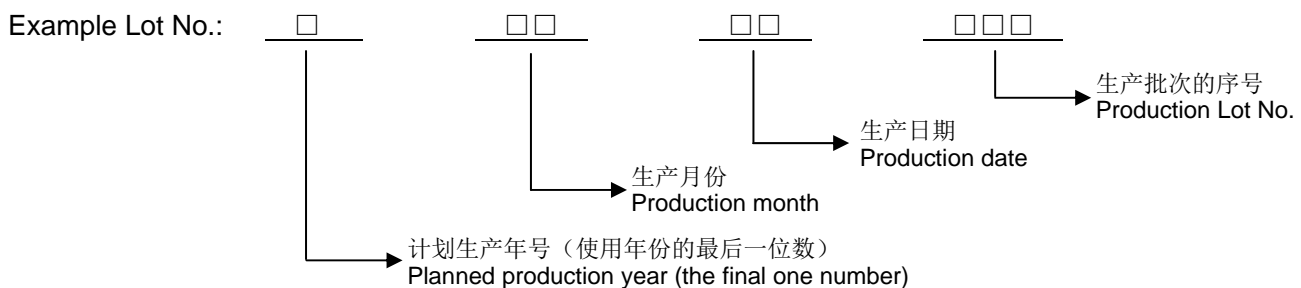 Example Lot No.: □ □□ □□ □□□
生产批次的序号
Production Lot No.
生产日期
Production date
生产月份
Production month
计划生产年号（使用年份的最后一位数）
Planned production year (the final one number)